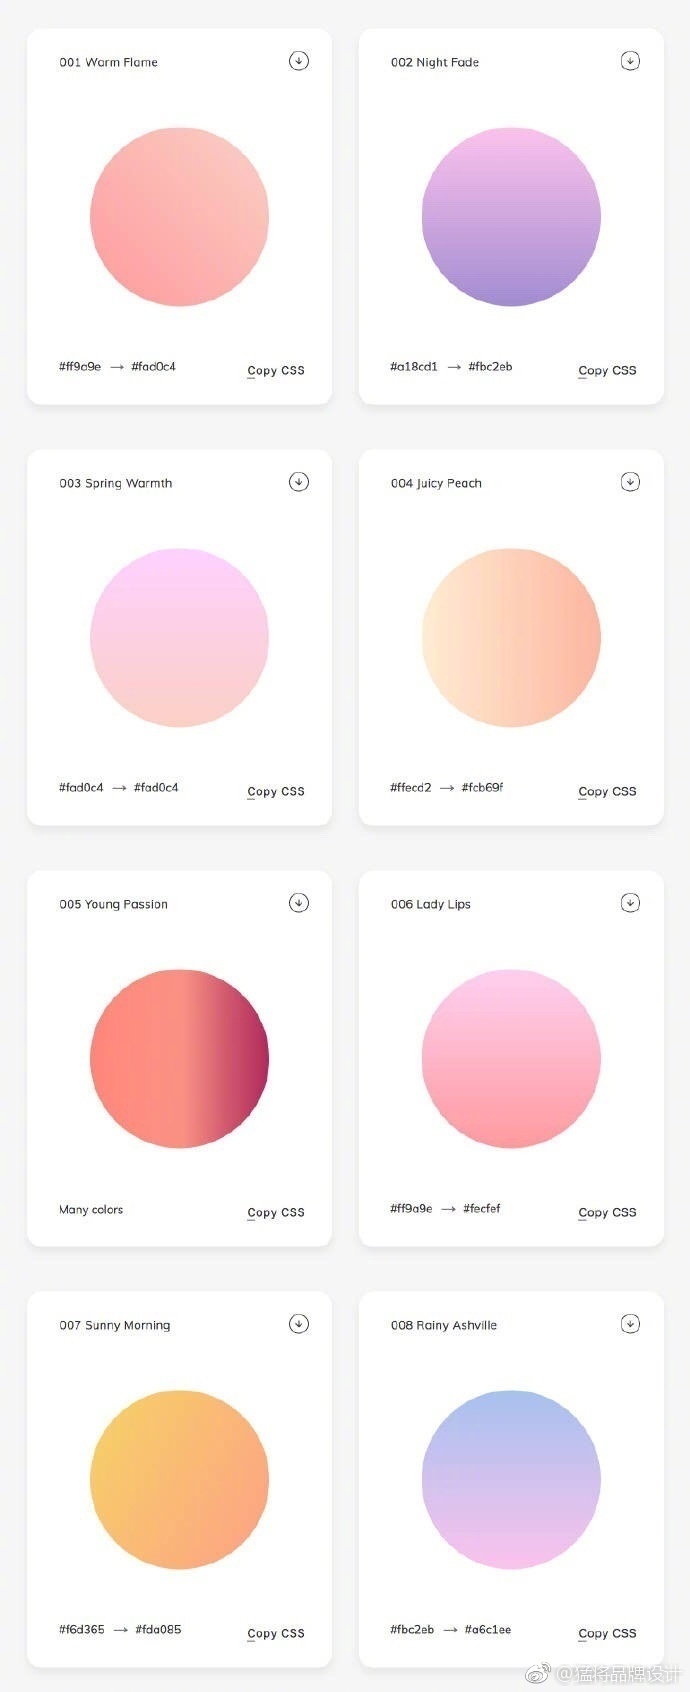 001 Warm Flame
002 Night Fade
#ff9a9e → #fad0c4
Copy CSS
#a18cd1 → #fbc2eb
Copy CSS
003 Spring Warmth
004 Juicy Peach
#fad0c4 → #fad0c4
Copy CSS
#ffecd2 → #fcb69f
Copy CSS
005 Young Passion
006 Lady Lips
Many colors
Copy CSS
#ff9a9e → #fecfef
Copy CSS
007 Sunny Morning
008 Rainy Ashville
#f6d365 → #fda085
Copy CSS
#fbc2eb → #a6c1ee
Copy CSS
@猛将品牌设计